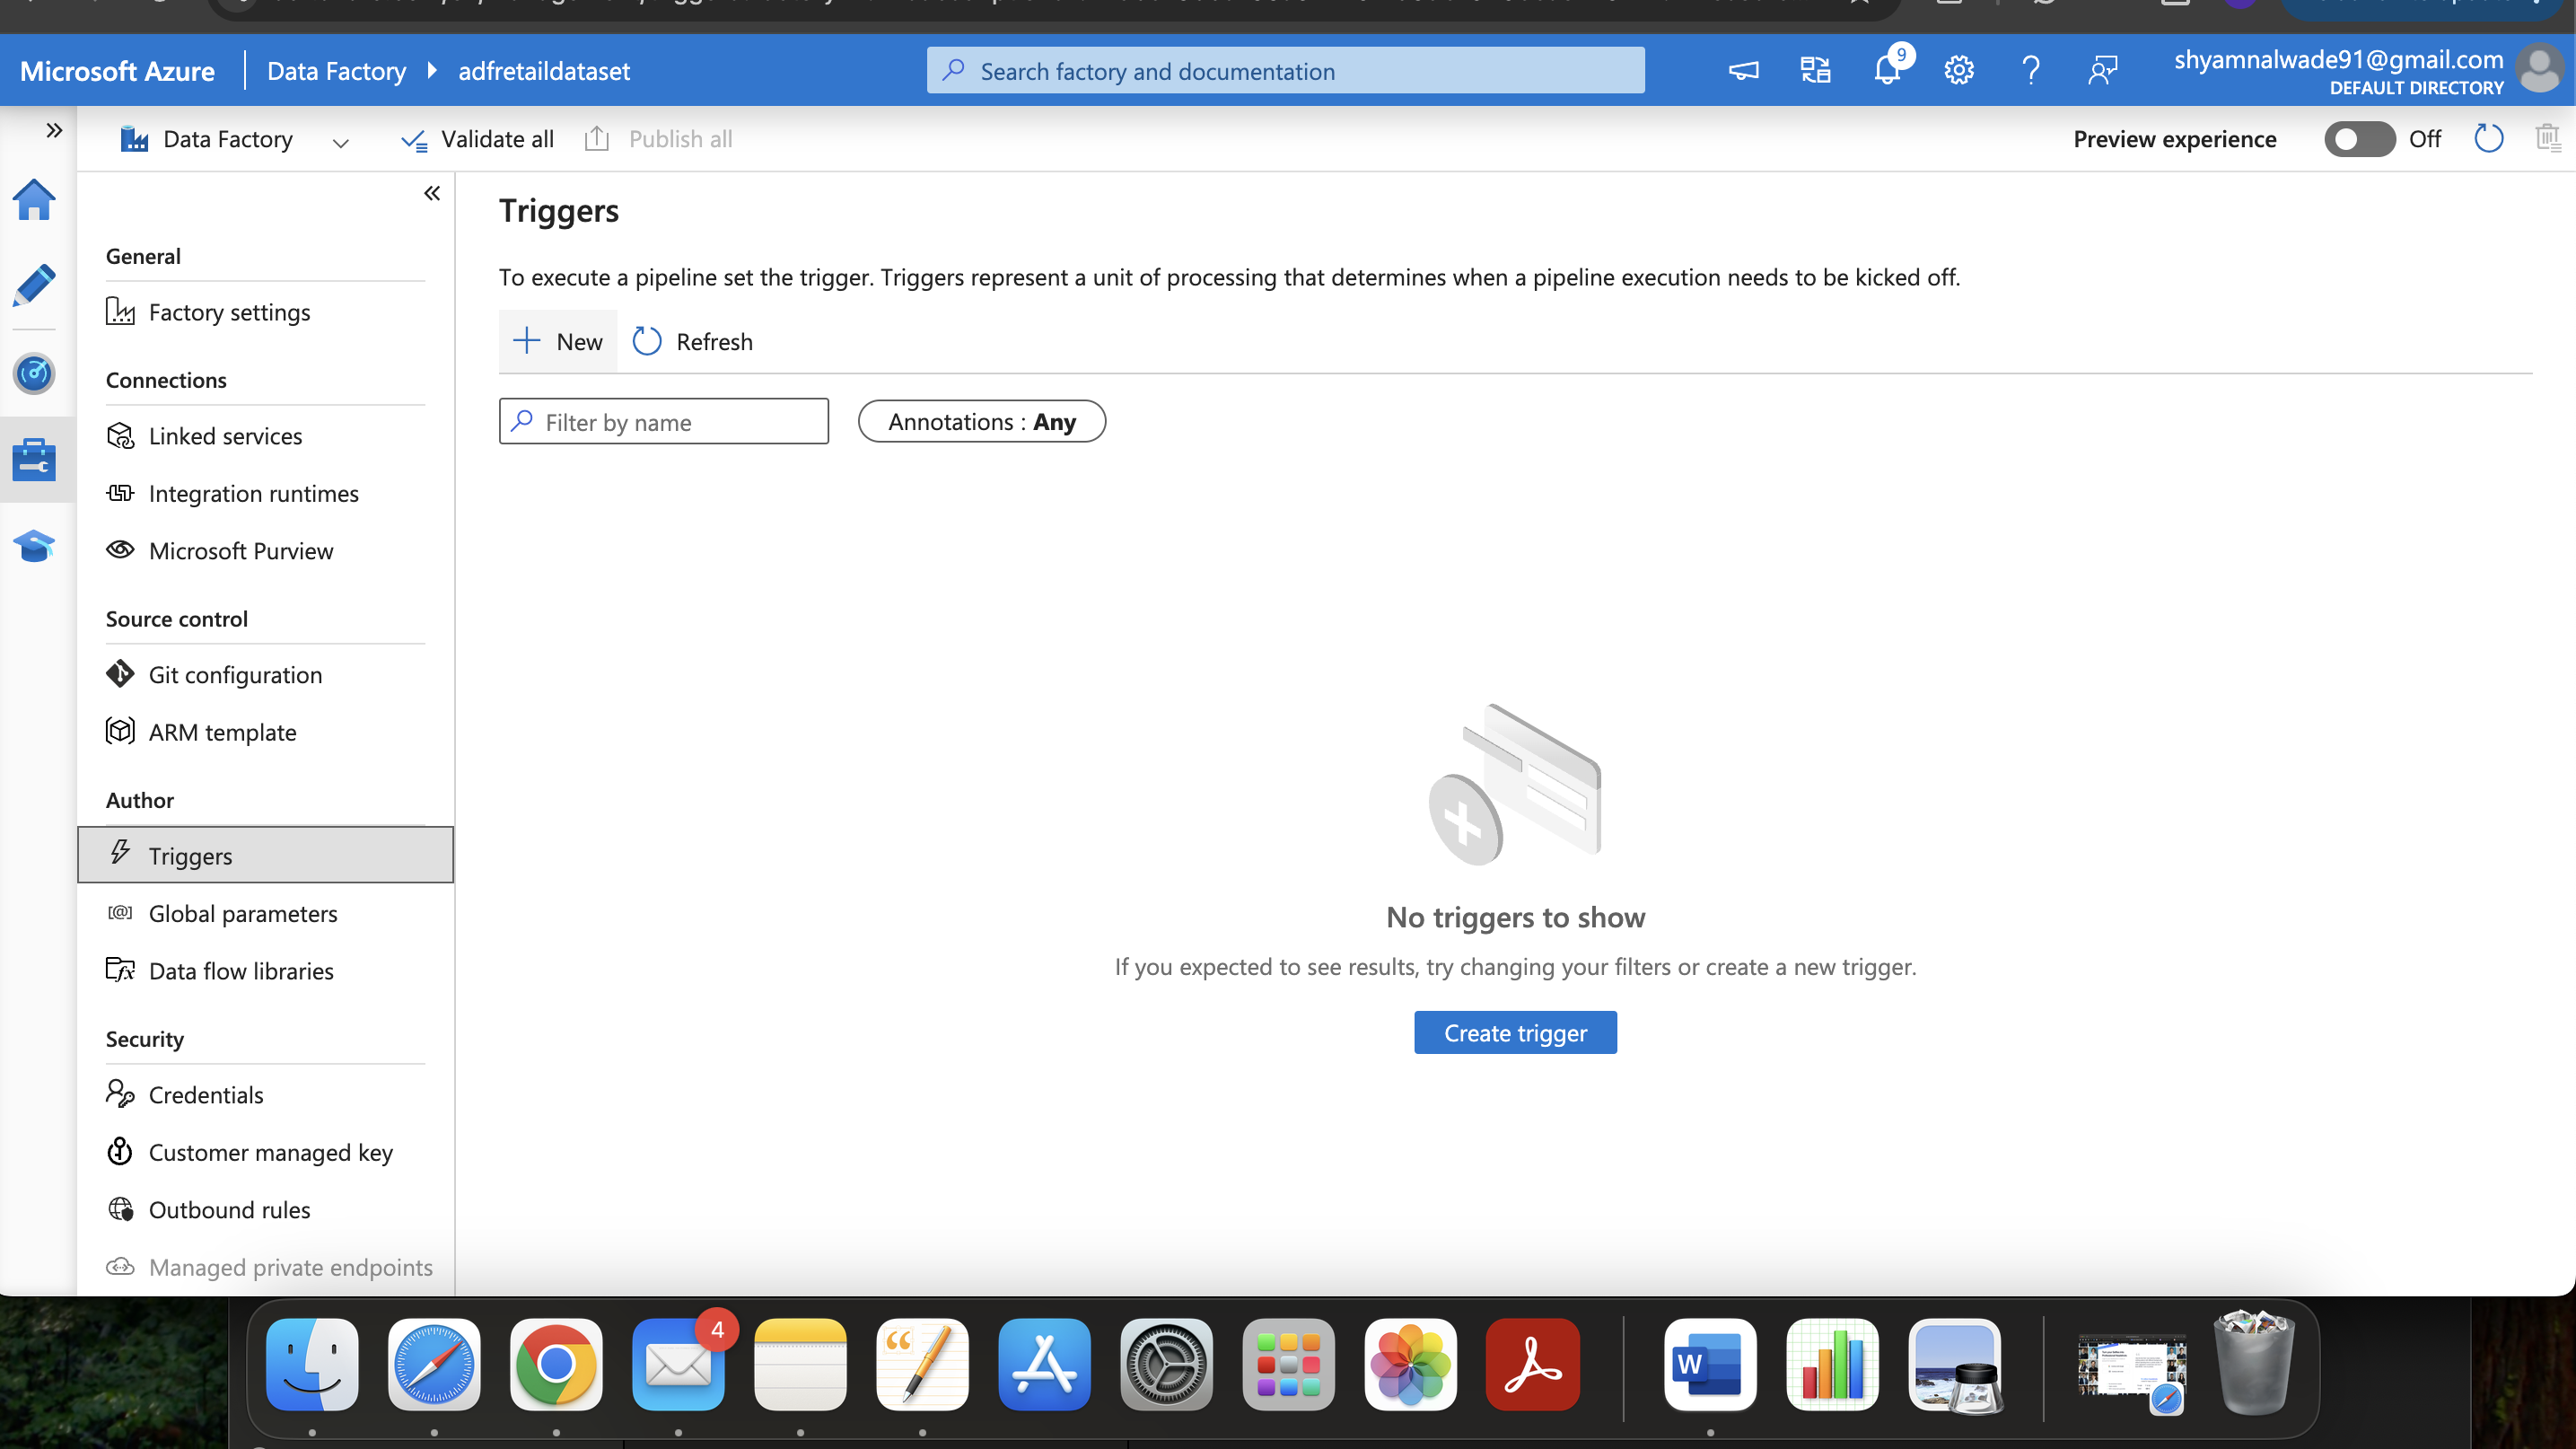 Microsoft Azure
Data Factory
adfretaildataset
Search factory and documentation
9
shyamnalwade91@gmail.com
DEFAULT DIRECTORY
Data Factory
Validate all
Publish all
Preview experience
Off
General
Factory settings
Connections
Linked services
Integration runtimes
Microsoft Purview
Source control
Git configuration
ARM template
Author
Triggers
Global parameters
Data flow libraries
Security
Credentials
Customer managed key
Outbound rules
Managed private endpoints
Triggers
To execute a pipeline set the trigger. Triggers represent a unit of processing that determines when a pipeline execution needs to be kicked off.
New
Refresh
Filter by name
Annotations : Any
No triggers to show
If you expected to see results, try changing your filters or create a new trigger.
Create trigger
4
W